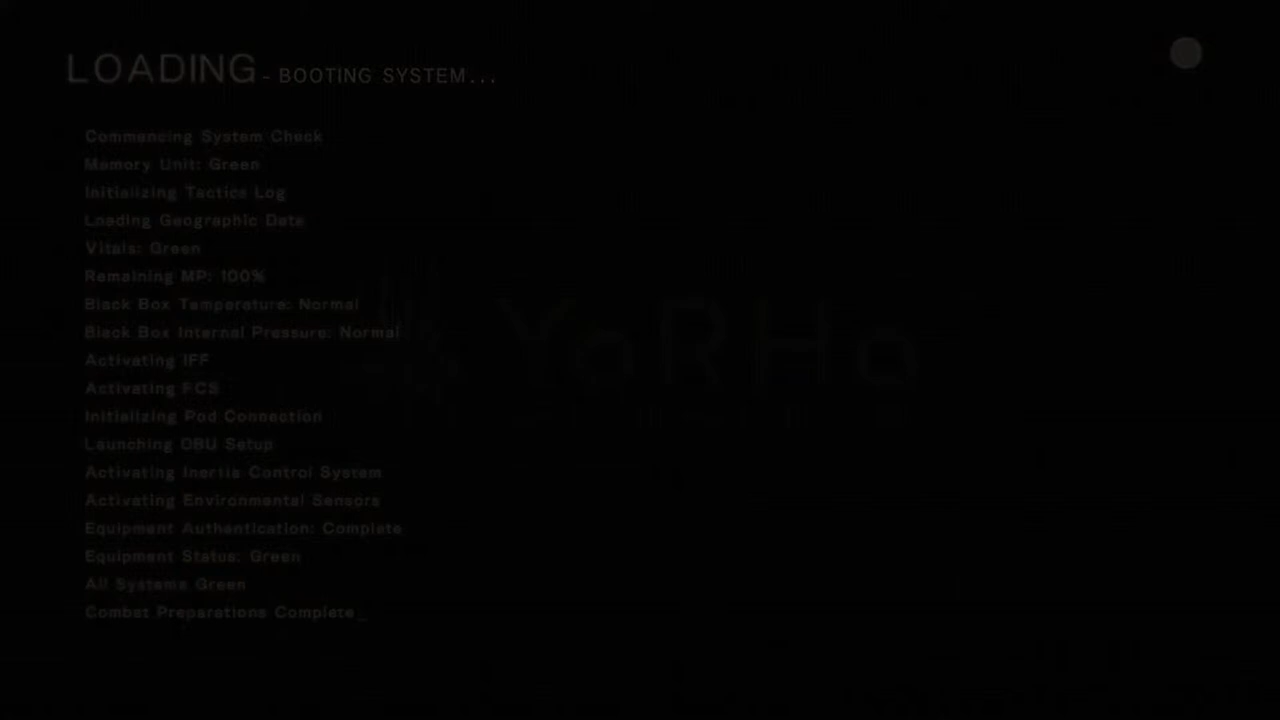 LOADING - BOOTING SYSTEM...
Commencing System Check
Memory Unit: Green
Initializing Tactics Log
Loading Geographic Data
Vitals: Green
Remaining MP: 100%
Black Box Temperature: Normal
Black Box Internal Pressure: Normal
Activating IFF
Activating FCS
Initializing Pod Connection
Launching DBU Setup
Activating Inertia Control System
Activating Environmental Sensors
Equipment Authentication: Complete
Equipment Status: Green
All Systems Green
Combat Preparations Complete_
YoRHa